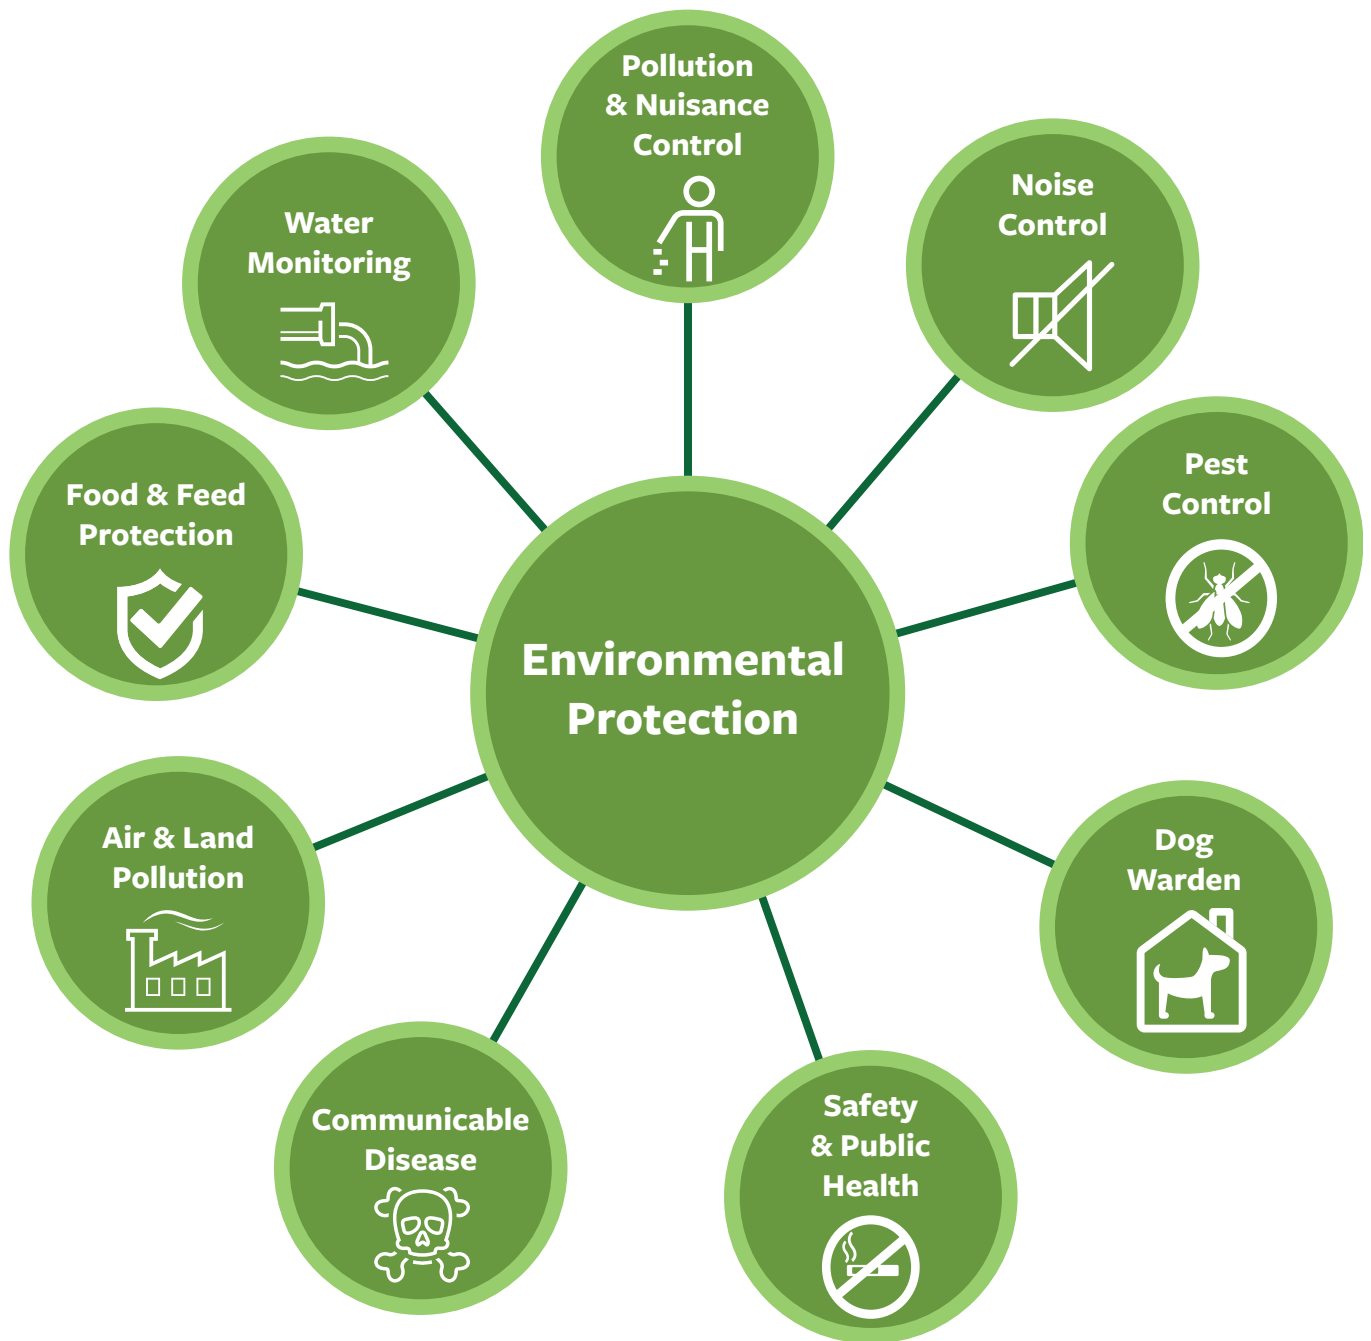 Pollution
& Nuisance
Control
Noise
Control
Water
Monitoring
Pest
Control
Food & Feed
Protection
Environmental
Protection
Air & Land
Pollution
Dog
Warden
Communicable
Disease
Safety
& Public
Health